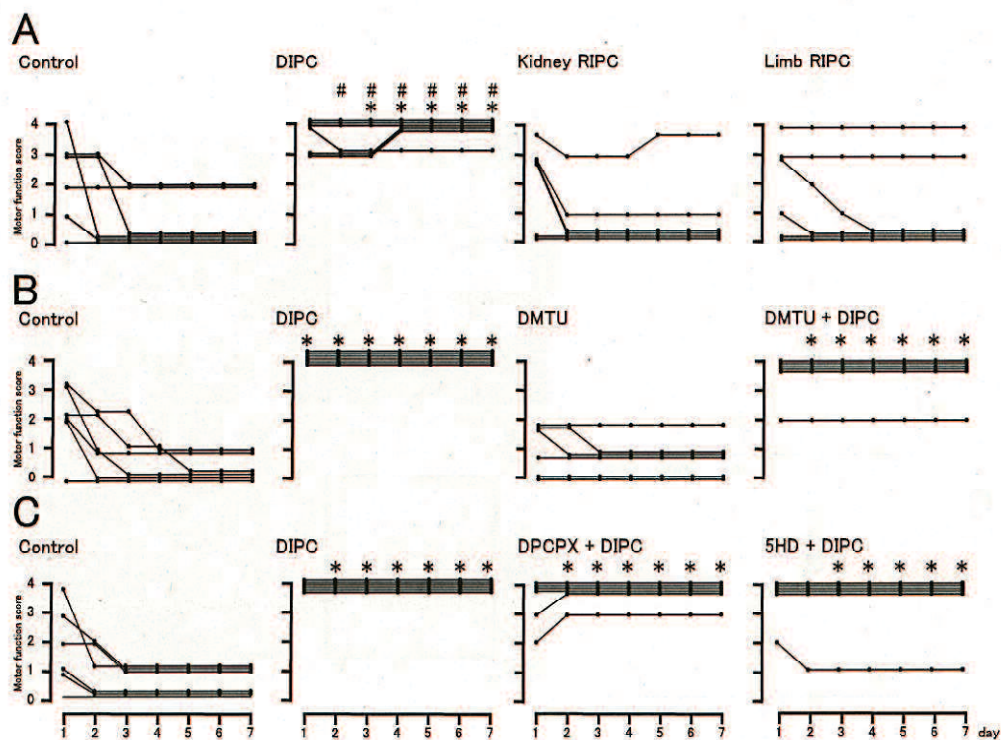 A
Control DIPC Kidney RIPC Limb RIPC
# # # # # #
* * * * *
Motor function score
4
3
2
1
0
B
Control DIPC DMTU DMTU + DIPC
* * * * * * * * * * * * *
Motor function score
4
3
2
1
0
C
Control DIPC DPCPX + DIPC 5HD + DIPC
* * * * * * * * * * * * * * * * *
Motor function score
4
3
2
1
0
1 2 3 4 5 6 7 1 2 3 4 5 6 7 1 2 3 4 5 6 7 1 2 3 4 5 6 7 day